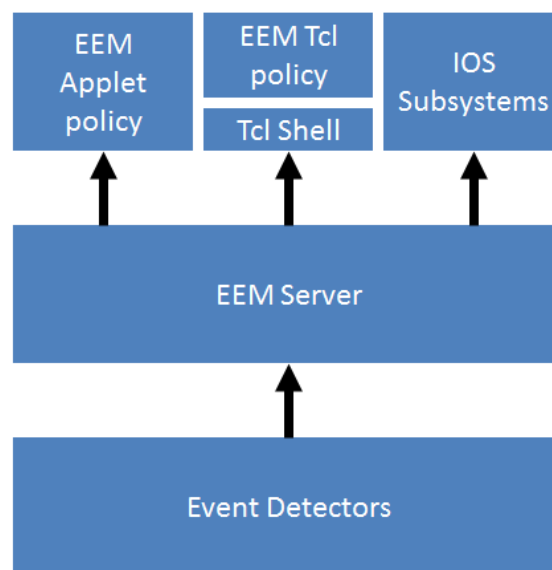 EEM
Applet
policy
EEM Tcl
policy
Tcl Shell
IOS
Subsystems
EEM Server
Event Detectors